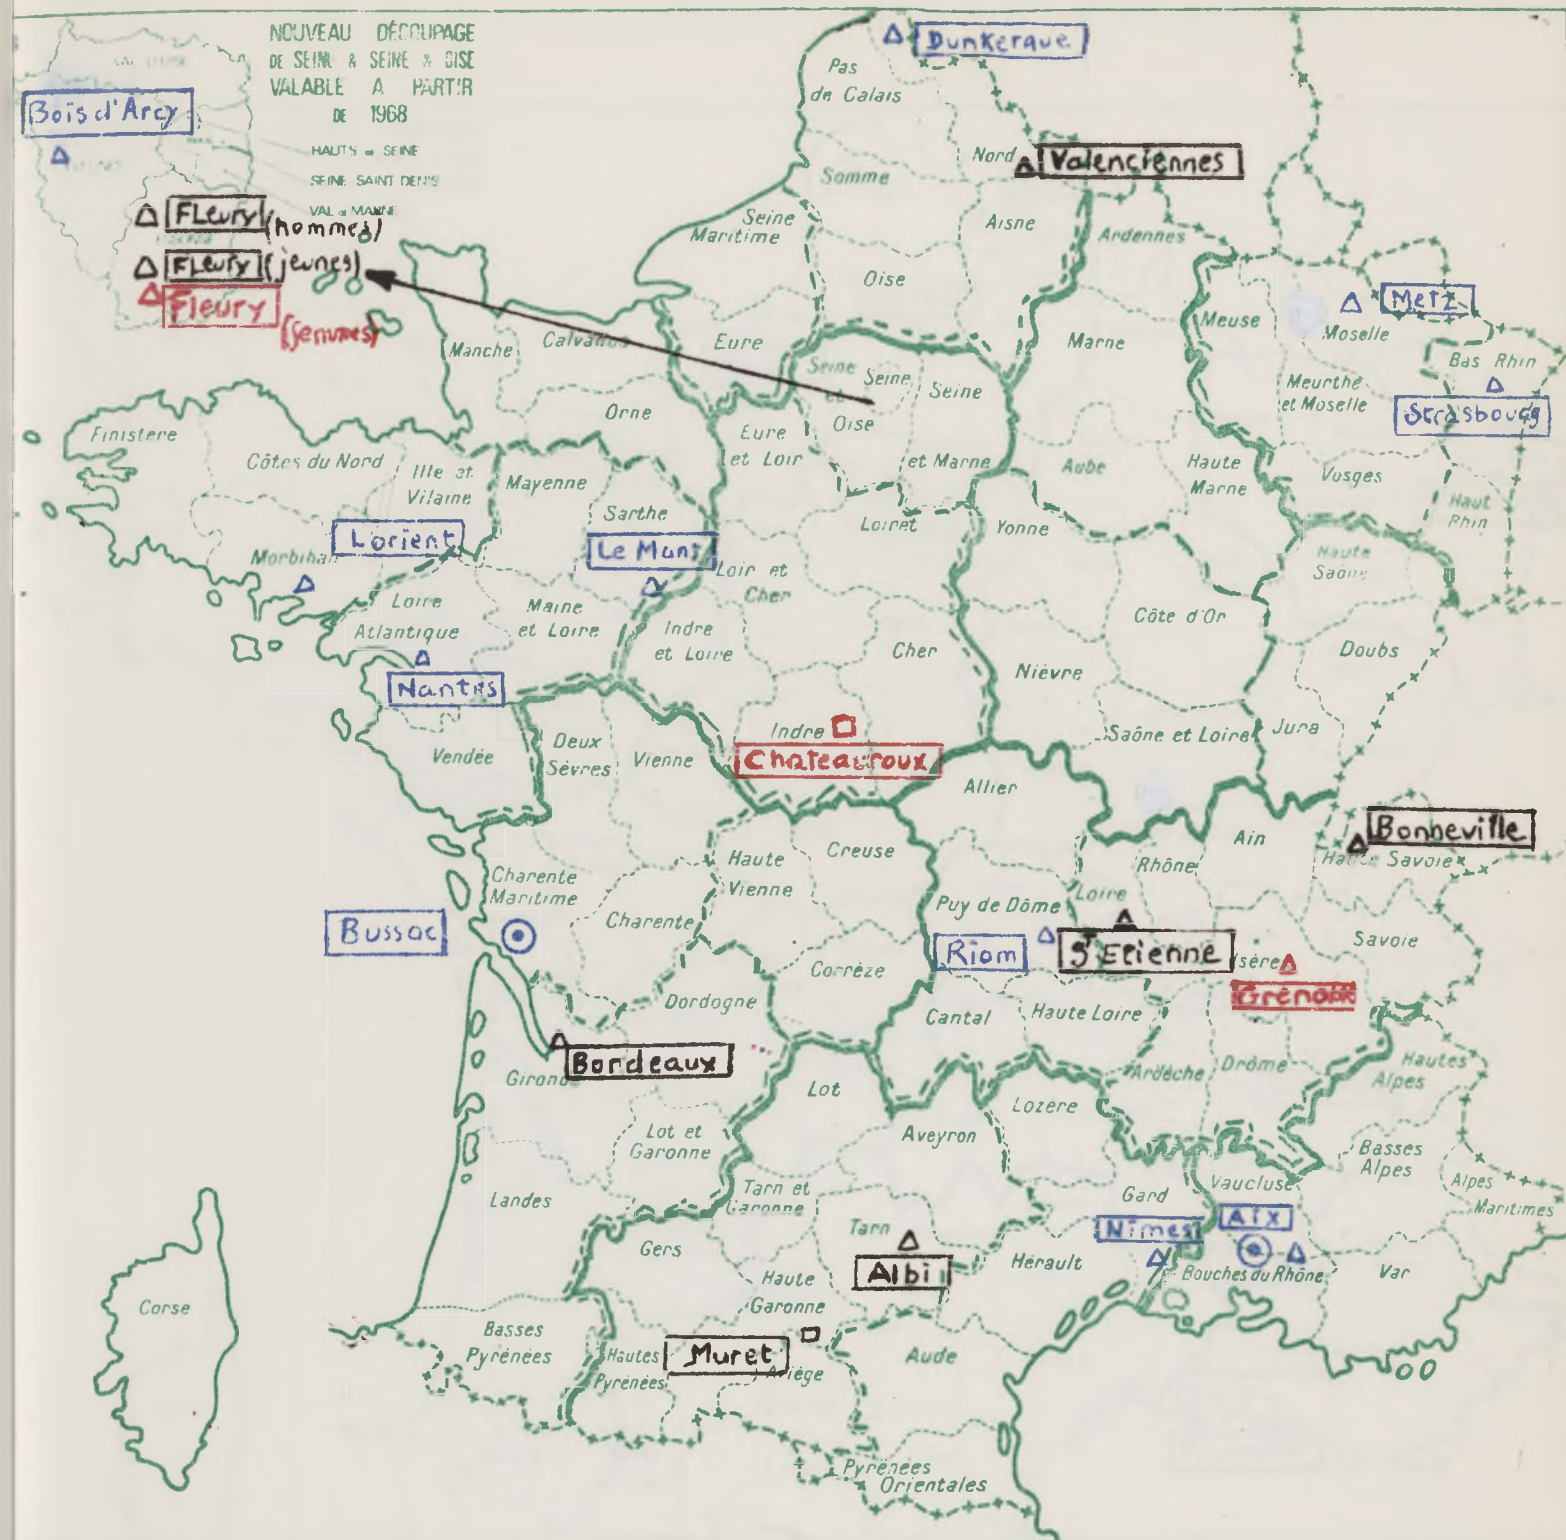 NOUVEAU DÉCOUPAGE
DE SEINE & SEINE & OISE
VALABLE A PARTIR
DE 1968
HAUTS de SEINE
SEINE SAINT DENIS
VAL de MARNE
Bois d'Arcy
FLeury (hommes)
FLeury (jeunes)
Fleury (femmes)
Dunkerque
Pas
de Calais
Nord
Valenciennes
Somme
Seine
Maritime
Aisne
Ardennes
Oise
Metz
Moselle
Meuse
Manche
Calvados
Eure
Marne
Bas Rhin
Seine
et
Oise
Seine
Seine
et Marne
Meurthe
et Moselle
Strasbourg
Orne
Finistère
Côtes du Nord
Ille et
Vilaine
Mayenne
Eure
et Loir
Aube
Haute
Marne
Vosges
Haut
Rhin
Sarthe
Loiret
Yonne
Lorient
Le Mans
Morbihan
Loir et
Cher
Haute
Saône
Loire
Atlantique
Maine
et Loire
Indre
et Loire
Cher
Côte d'Or
Doubs
Nièvre
Nantes
Indre
Chateauroux
Saône et Loire
Jura
Vendée
Deux
Sèvres
Vienne
Allier
Bonneville
Haute Savoie
Ain
Rhône
Loire
Haute
Vienne
Creuse
Charente
Maritime
Charente
Puy de Dôme
Bussac
Riom
St Etienne
Savoie
Isère
Grenoble
Corrèze
Dordogne
Cantal
Haute Loire
Bordeaux
Gironde
Ardèche
Drôme
Hautes
Alpes
Lot
Lozère
Aveyron
Lot et
Garonne
Basses
Alpes
Landes
Tarn et
Garonne
Gard
Vaucluse
Alpes
Maritimes
Nîmes
Aix
Tarn
Albi
Gers
Hérault
Bouches du Rhône
Var
Haute
Garonne
Corse
Basses
Pyrénées
Hautes
Pyrénées
Muret
Ariège
Aude
Pyrénées
Orientales